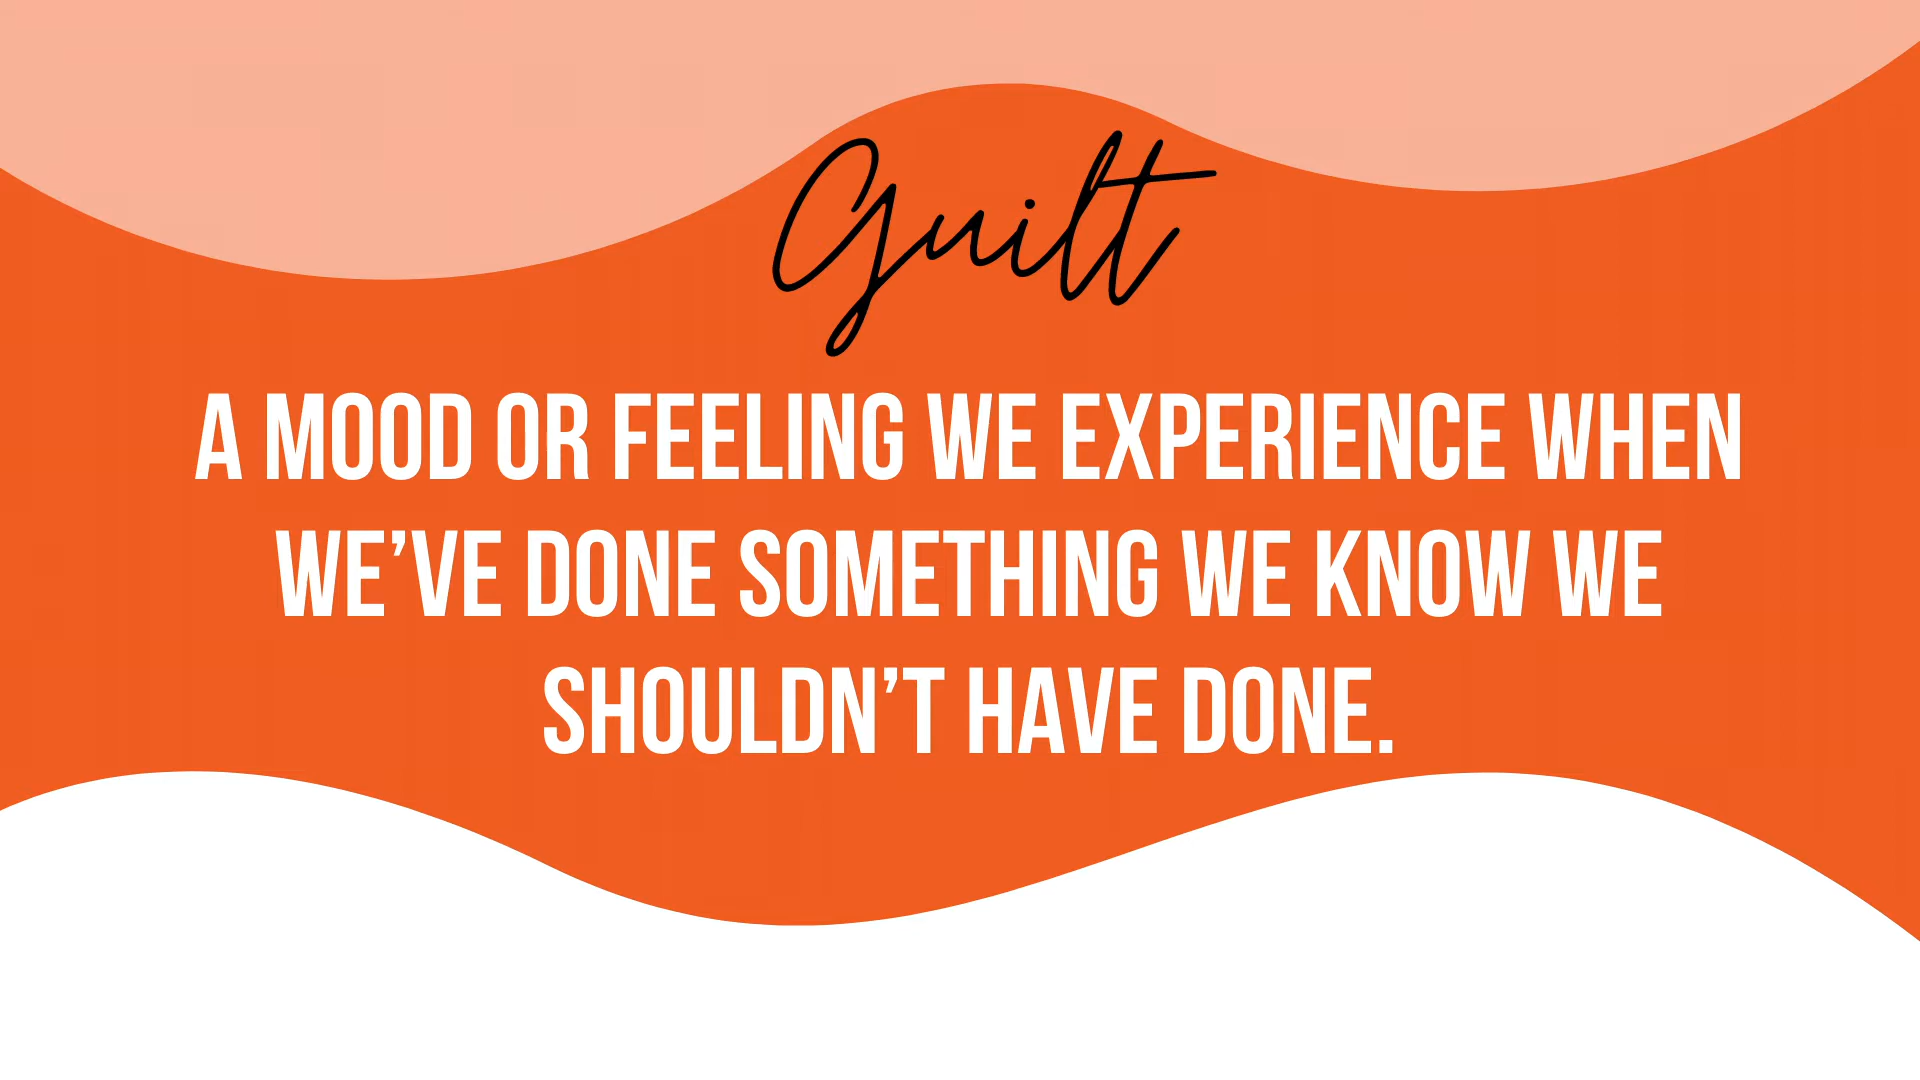 guilt
A MOOD OR FEELING WE EXPERIENCE WHEN
WE’VE DONE SOMETHING WE KNOW WE
SHOULDN’T HAVE DONE.